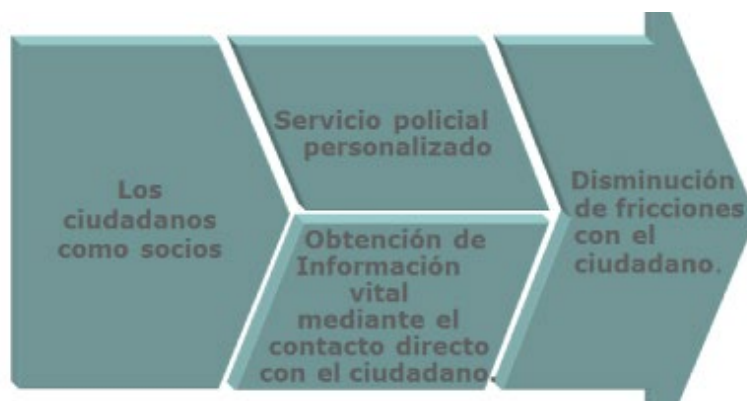 Los
ciudadanos
como socios
Servicio policial
personalizado
Obtención de
Información
vital
mediante el
contacto directo
con el ciudadano.
Disminución
de fricciones
con el
ciudadano.